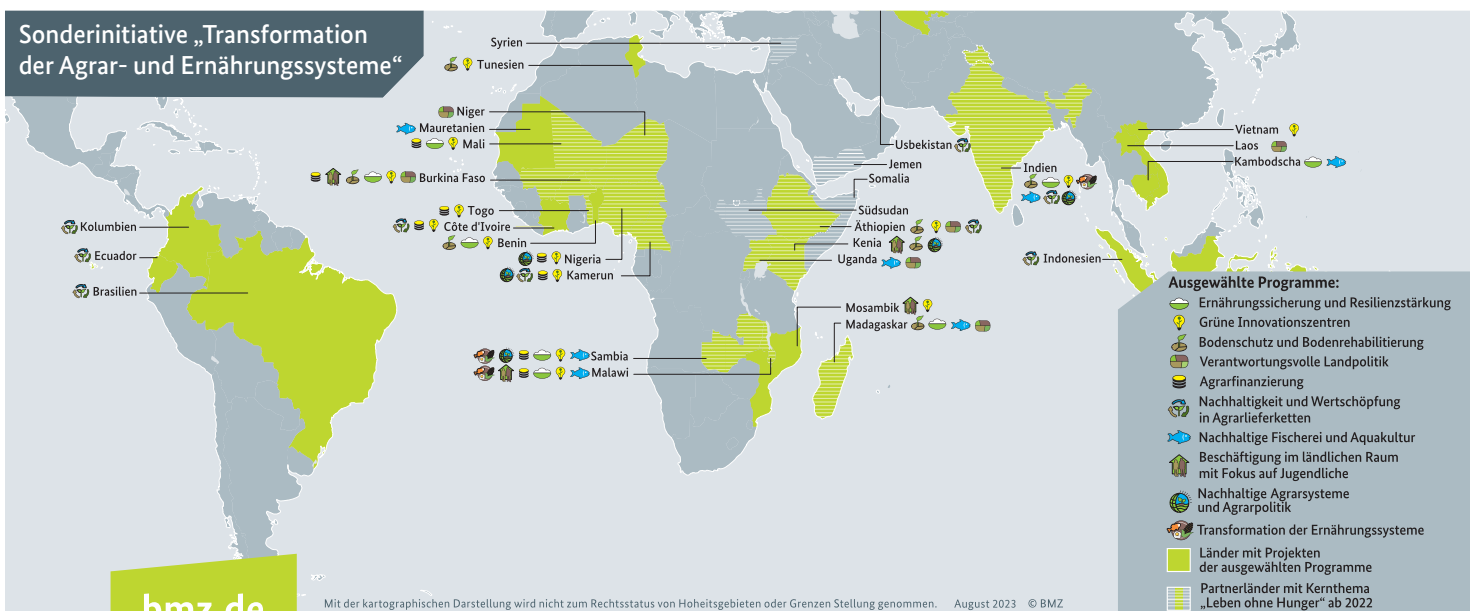 Sonderinitiative „Transformation
der Agrar- und Ernährungssysteme“
Syrien
Tunesien
Niger
Mauretanien
Mali
Burkina Faso
Togo
Côte d'Ivoire
Benin
Nigeria
Kamerun
Kolumbien
Ecuador
Brasilien
Usbekistan
Jemen
Somalia
Südsudan
Äthiopien
Kenia
Uganda
Mosambik
Madagaskar
Sambia
Malawi
Indien
Vietnam
Laos
Kambodscha
Indonesien
Ausgewählte Programme:
Ernährungssicherung und Resilienzstärkung
Grüne Innovationszentren
Bodenschutz und Bodenrehabilitierung
Verantwortungsvolle Landpolitik
Agrarfinanzierung
Nachhaltigkeit und Wertschöpfung
in Agrarlieferketten
Nachhaltige Fischerei und Aquakultur
Beschäftigung im ländlichen Raum
mit Fokus auf Jugendliche
Nachhaltige Agrarsysteme
und Agrarpolitik
Transformation der Ernährungssysteme
Länder mit Projekten
der ausgewählten Programme
Partnerländer mit Kernthema
„Leben ohne Hunger“ ab 2022
bmz.de
Mit der kartographischen Darstellung wird nicht zum Rechtsstatus von Hoheitsgebieten oder Grenzen Stellung genommen. August 2023 © BMZ